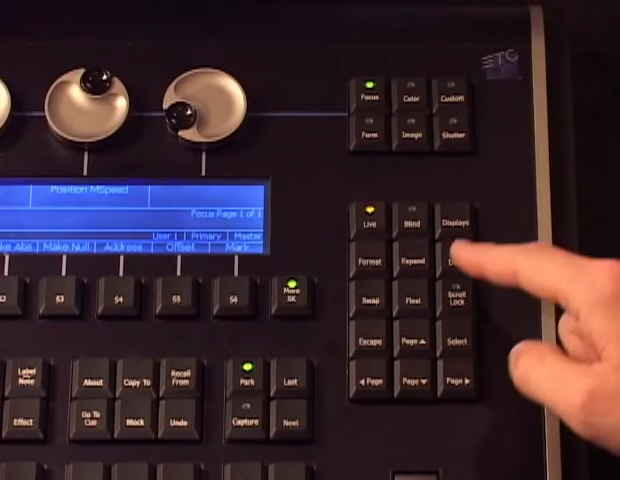 ETC
Focus Color Custom
Form Image Shutter
Position MSpeed
Focus Page 1 of 1
User 1 Primary Master
Make Null Address Offset Mark
Live Blind Displays
Format Expand
Swap Flexi Scroll Lock
Escape Page ▲ Select
◄ Page Page ▼ Page ►
S3 S4 S5 S6 More SK
Label Note About Copy To Recall From Park Last
Effect Go To Cue Block Undo Capture Next